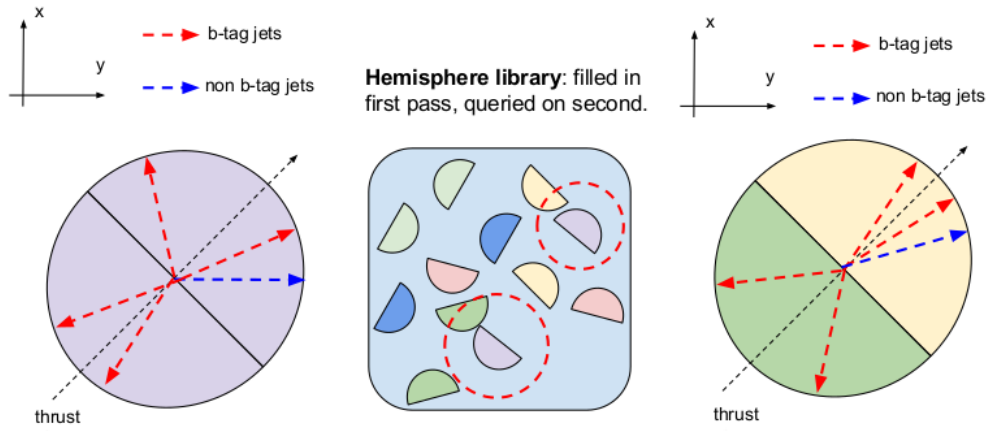 x
y
b-tag jets
non b-tag jets
thrust
Hemisphere library: filled in
first pass, queried on second.
x
y
b-tag jets
non b-tag jets
thrust